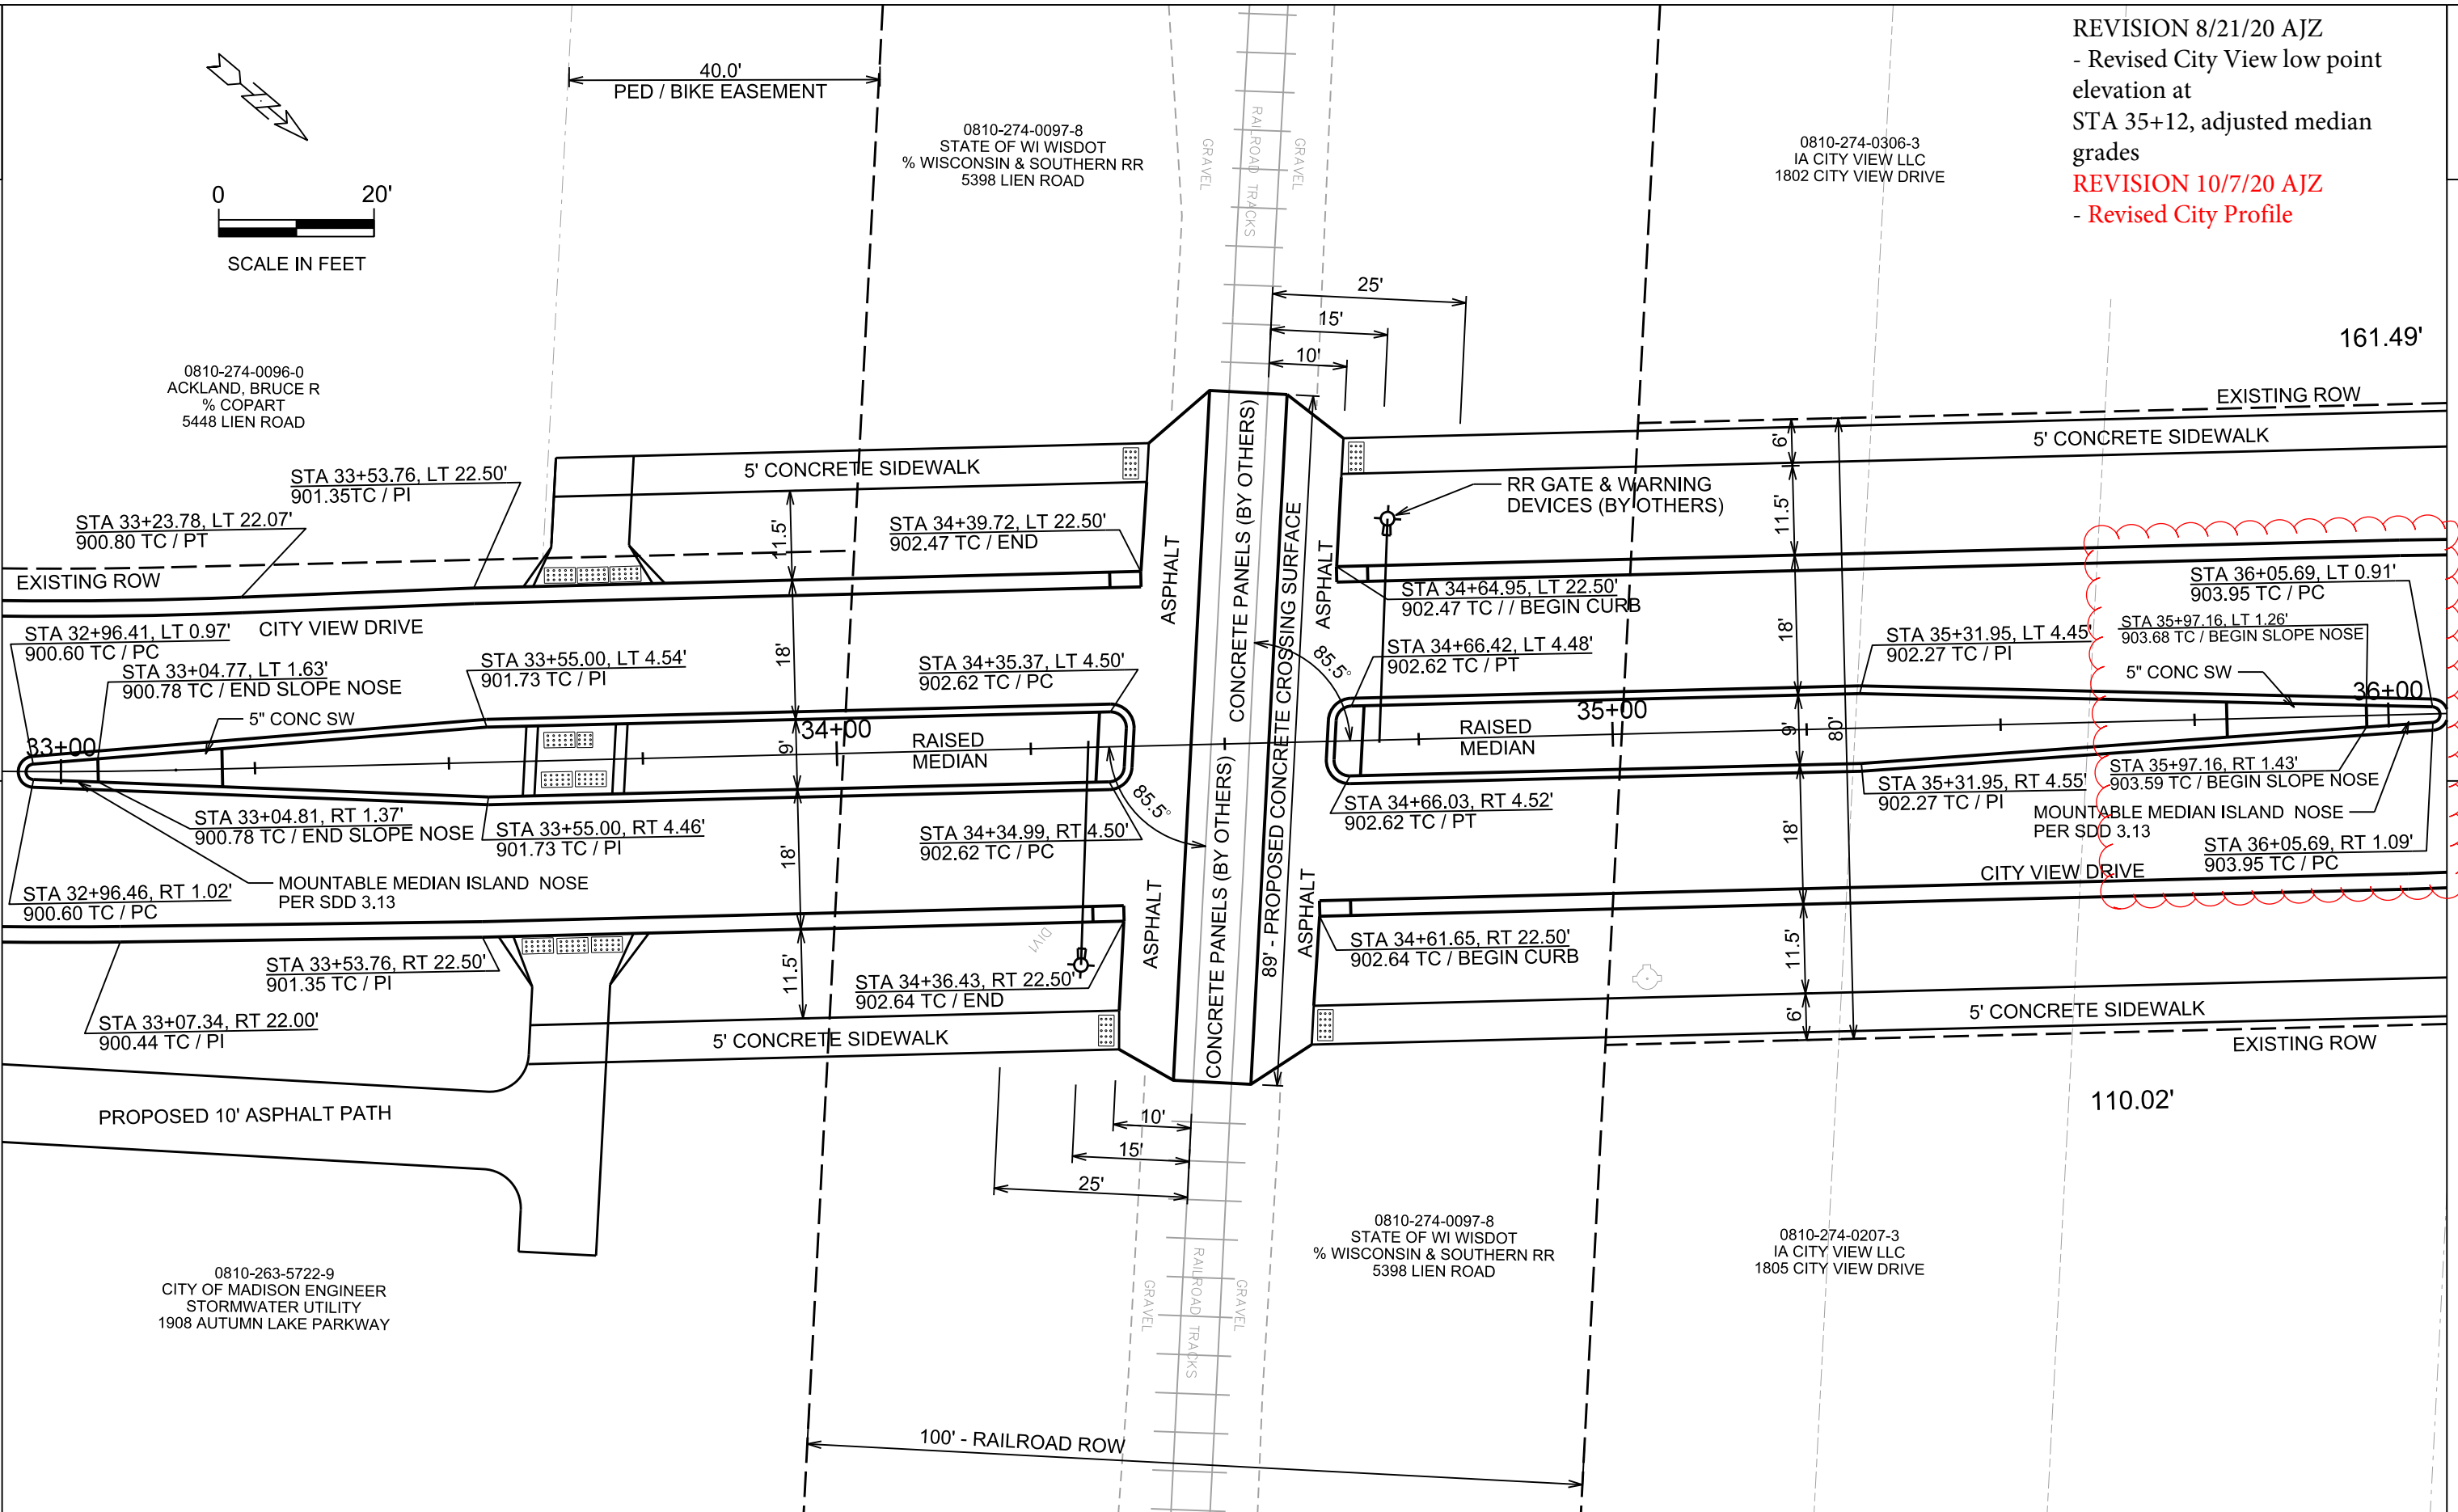 REVISION 8/21/20 AJZ
- Revised City View low point
elevation at
STA 35+12, adjusted median
grades
REVISION 10/7/20 AJZ
- Revised City Profile
40.0'
PED / BIKE EASEMENT
0 20'
SCALE IN FEET
0810-274-0097-8
STATE OF WI WISDOT
% WISCONSIN & SOUTHERN RR
5398 LIEN ROAD
GRAVEL
RAILROAD TRACKS
GRAVEL
0810-274-0306-3
IA CITY VIEW LLC
1802 CITY VIEW DRIVE
25'
15'
10'
161.49'
0810-274-0096-0
ACKLAND, BRUCE R
% COPART
5448 LIEN ROAD
EXISTING ROW
5' CONCRETE SIDEWALK
6'
11.5'
STA 33+53.76, LT 22.50'
901.35TC / PI
5' CONCRETE SIDEWALK
RR GATE & WARNING
DEVICES (BY OTHERS)
STA 33+23.78, LT 22.07'
900.80 TC / PT
11.5'
STA 34+39.72, LT 22.50'
902.47 TC / END
ASPHALT
CONCRETE PANELS (BY OTHERS)
CONCRETE PANELS (BY OTHERS)
89' - PROPOSED CONCRETE CROSSING SURFACE
ASPHALT
EXISTING ROW
STA 34+64.95, LT 22.50'
902.47 TC / / BEGIN CURB
STA 36+05.69, LT 0.91'
903.95 TC / PC
STA 32+96.41, LT 0.97'
900.60 TC / PC
CITY VIEW DRIVE
STA 35+97.16, LT 1.26'
903.68 TC / BEGIN SLOPE NOSE
18'
18'
STA 35+31.95, LT 4.45'
902.27 TC / PI
STA 33+04.77, LT 1.63'
900.78 TC / END SLOPE NOSE
STA 33+55.00, LT 4.54'
901.73 TC / PI
STA 34+35.37, LT 4.50'
902.62 TC / PC
85.5°
STA 34+66.42, LT 4.48'
902.62 TC / PT
5" CONC SW
5" CONC SW
33+00
34+00
35+00
36+00
9'
RAISED
MEDIAN
RAISED
MEDIAN
9'
80'
85.5°
STA 35+97.16, RT 1.43'
903.59 TC / BEGIN SLOPE NOSE
STA 35+31.95, RT 4.55'
902.27 TC / PI
STA 34+66.03, RT 4.52'
902.62 TC / PT
MOUNTABLE MEDIAN ISLAND NOSE
PER SDD 3.13
STA 33+04.81, RT 1.37'
900.78 TC / END SLOPE NOSE
STA 33+55.00, RT 4.46'
901.73 TC / PI
STA 34+34.99, RT 4.50'
902.62 TC / PC
18'
18'
STA 36+05.69, RT 1.09'
903.95 TC / PC
CITY VIEW DRIVE
STA 32+96.46, RT 1.02'
900.60 TC / PC
MOUNTABLE MEDIAN ISLAND NOSE
PER SDD 3.13
ASPHALT
ASPHALT
STA 34+61.65, RT 22.50'
902.64 TC / BEGIN CURB
11.5'
STA 33+53.76, RT 22.50'
901.35 TC / PI
11.5'
STA 34+36.43, RT 22.50'
902.64 TC / END
STA 33+07.34, RT 22.00'
900.44 TC / PI
5' CONCRETE SIDEWALK
6'
5' CONCRETE SIDEWALK
EXISTING ROW
110.02'
PROPOSED 10' ASPHALT PATH
10'
15'
25'
0810-274-0097-8
STATE OF WI WISDOT
% WISCONSIN & SOUTHERN RR
5398 LIEN ROAD
0810-274-0207-3
IA CITY VIEW LLC
1805 CITY VIEW DRIVE
0810-263-5722-9
CITY OF MADISON ENGINEER
STORMWATER UTILITY
1908 AUTUMN LAKE PARKWAY
GRAVEL
RAILROAD TRACKS
GRAVEL
100' - RAILROAD ROW